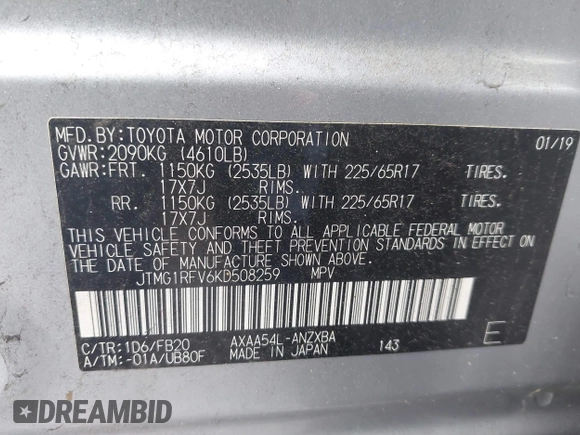 MFD.BY:TOYOTA MOTOR CORPORATION 01/19
GVWR:2090KG (4610LB)
GAWR:FRT. 1150KG (2535LB) WITH 225/65R17 TIRES.
17X7J RIMS.
RR. 1150KG (2535LB) WITH 225/65R17 TIRES.
17X7J RIMS.
THIS VEHICLE CONFORMS TO ALL APPLICABLE FEDERAL MOTOR
VEHICLE SAFETY AND THEFT PREVENTION STANDARDS IN EFFECT ON
THE DATE OF MANUFACTURE SHOWN ABOVE.
JTMG1RFV6KD508259 MPV
C/TR:1D6/FB20 AXAA54L-ANZXBA E
A/TM:-01A/UB80F MADE IN JAPAN 143
DREAMBID